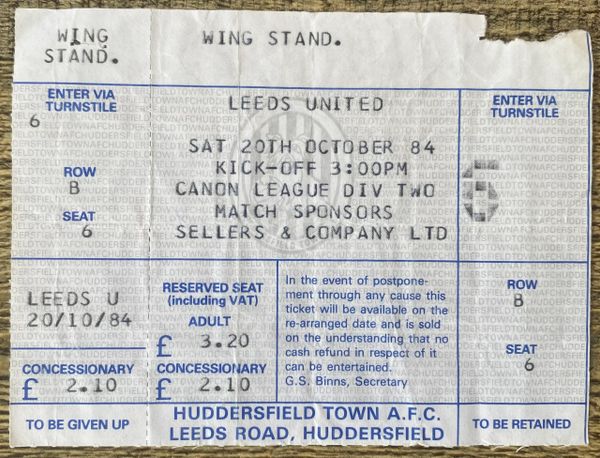 WING
STAND.
WING STAND.
ENTER VIA
TURNSTILE
6
ROW
B
SEAT
6
LEEDS UNITED
SAT 20TH OCTOBER 84
KICK-OFF 3:00PM
CANON LEAGUE DIV TWO
MATCH SPONSORS
SELLERS & COMPANY LTD
HUDDERSFIELD TOWN
ENTER VIA
TURNSTILE
6
LEEDS U
20/10/84
CONCESSIONARY
£ 2.10
RESERVED SEAT
(including VAT)
ADULT
£ 3.20
CONCESSIONARY
£ 2.10
In the event of postpone-
ment through any cause this
ticket will be available on the
re-arranged date and is sold
on the understanding that no
cash refund in respect of it
can be entertained.
G.S. Binns, Secretary
ROW
B
SEAT
6
TO BE GIVEN UP
HUDDERSFIELD TOWN A.F.C.
LEEDS ROAD, HUDDERSFIELD
TO BE RETAINED